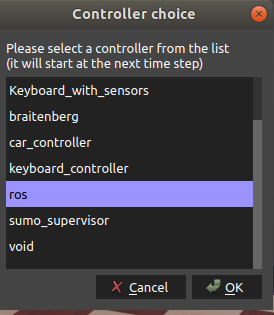 Controller choice
Please select a controller from the list
(it will start at the next time step)
Keyboard_with_sensors
braitenberg
car_controller
keyboard_controller
ros
sumo_supervisor
void
Cancel
OK